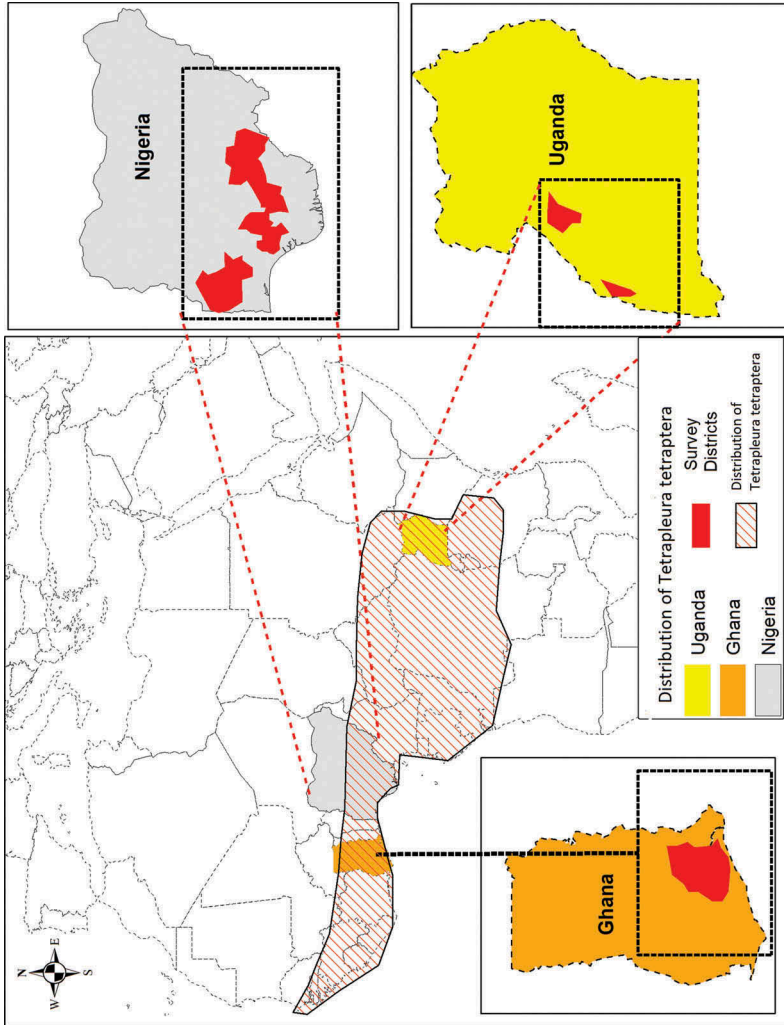 Nigeria
Uganda
Ghana
N
W E
S
Distribution of Tetrapleura tetraptera
Uganda
Ghana
Nigeria
Survey
Districts
Distribution of
Tetrapleura tetraptera